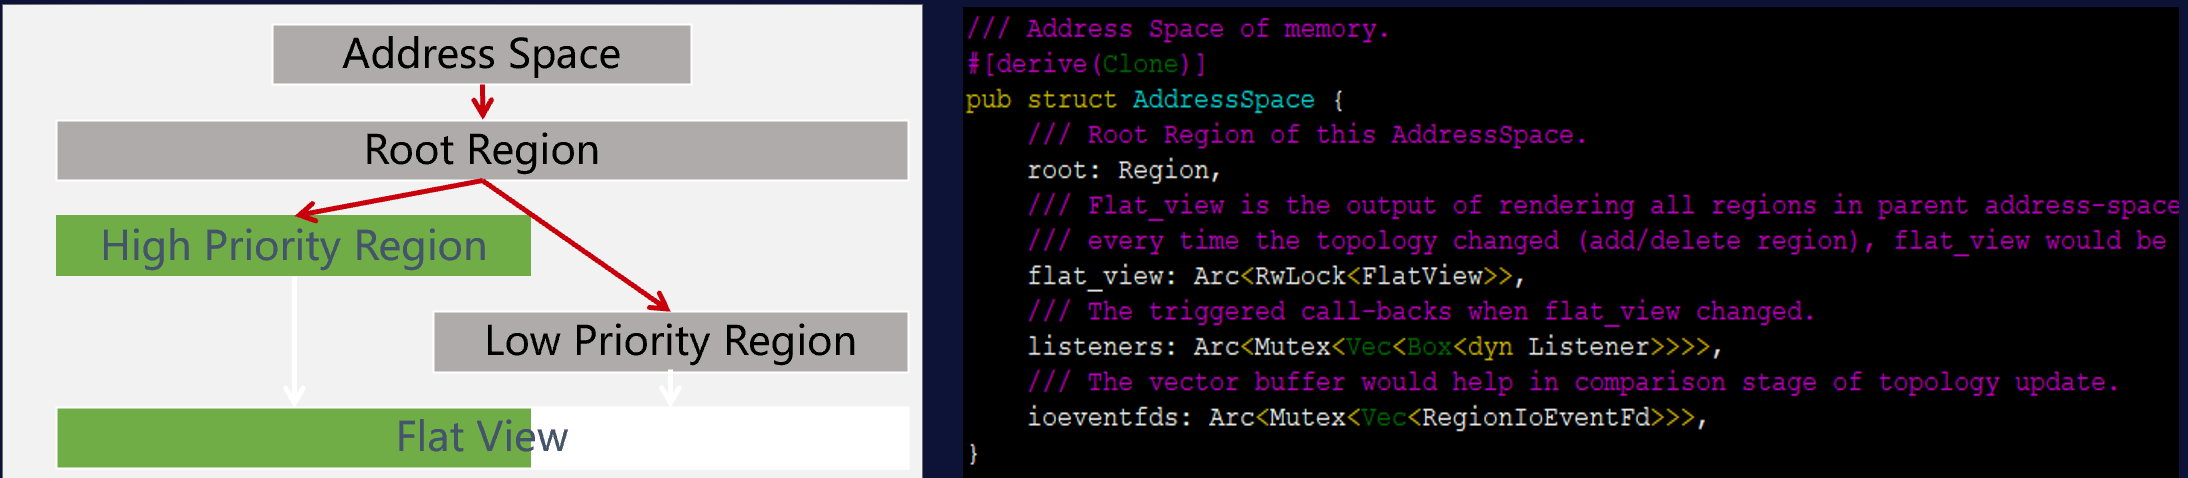 Address Space
Root Region
High Priority Region
Low Priority Region
Flat View
/// Address Space of memory.
#[derive(Clone)]
pub struct AddressSpace {
    /// Root Region of this AddressSpace.
    root: Region,
    /// Flat_view is the output of rendering all regions in parent address-space
    /// every time the topology changed (add/delete region), flat_view would be
    flat_view: Arc<RwLock<FlatView>>,
    /// The triggered call-backs when flat_view changed.
    listeners: Arc<Mutex<Vec<Box<dyn Listener>>>>,
    /// The vector buffer would help in comparison stage of topology update.
    ioeventfds: Arc<Mutex<Vec<RegionIoEventFd>>>,
}